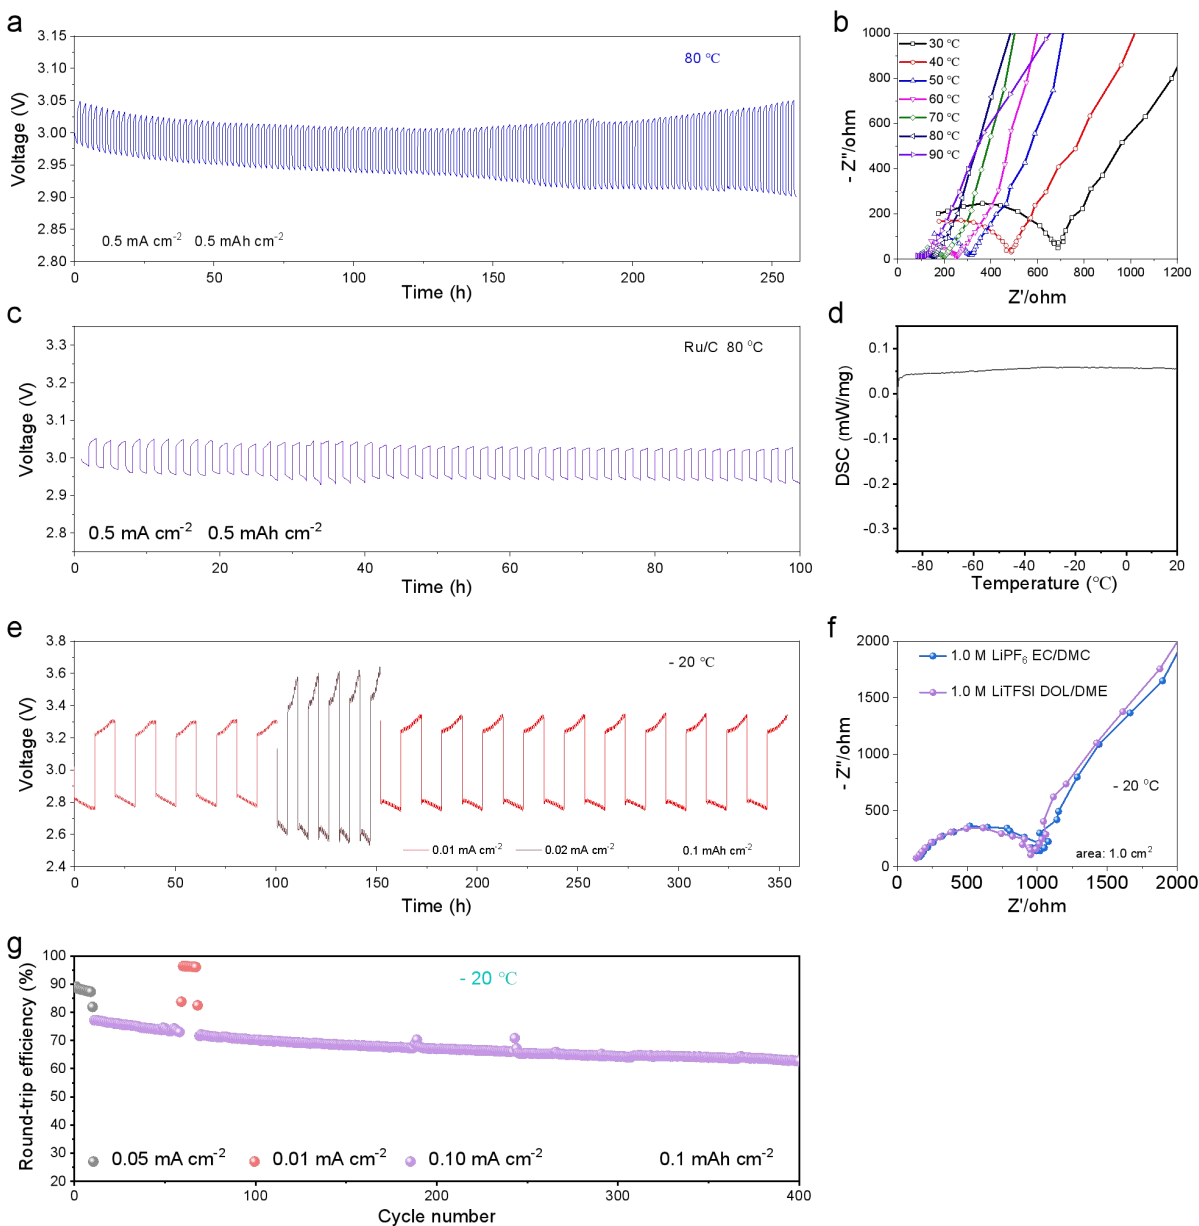 a
3.15
3.10
3.05
3.00
2.95
2.90
2.85
2.80
Voltage (V)
80 ℃
0.5 mA cm-2 0.5 mAh cm-2
0 50 100 150 200 250
Time (h)
b
1000
800
600
400
200
0
- Z"/ohm
30 ℃
40 ℃
50 ℃
60 ℃
70 ℃
80 ℃
90 ℃
0 200 400 600 800 1000 1200
Z'/ohm
c
3.3
3.2
3.1
3.0
2.9
2.8
Voltage (V)
Ru/C 80 °C
0.5 mA cm-2 0.5 mAh cm-2
0 20 40 60 80 100
Time (h)
d
0.1
0.0
-0.1
-0.2
-0.3
DSC (mW/mg)
-80 -60 -40 -20 0 20
Temperature (℃)
e
3.8
3.6
3.4
3.2
3.0
2.8
2.6
2.4
Voltage (V)
- 20 ℃
0.01 mA cm-2 0.02 mA cm-2 0.1 mAh cm-2
0 50 100 150 200 250 300 350
Time (h)
f
2000
1500
1000
500
0
- Z"/ohm
1.0 M LiPF6 EC/DMC
1.0 M LiTFSI DOL/DME
- 20 ℃
area: 1.0 cm2
0 500 1000 1500 2000
Z'/ohm
g
100
90
80
70
60
50
40
30
20
Round-trip efficiency (%)
- 20 ℃
0.05 mA cm-2 0.01 mA cm-2 0.10 mA cm-2 0.1 mAh cm-2
0 100 200 300 400
Cycle number